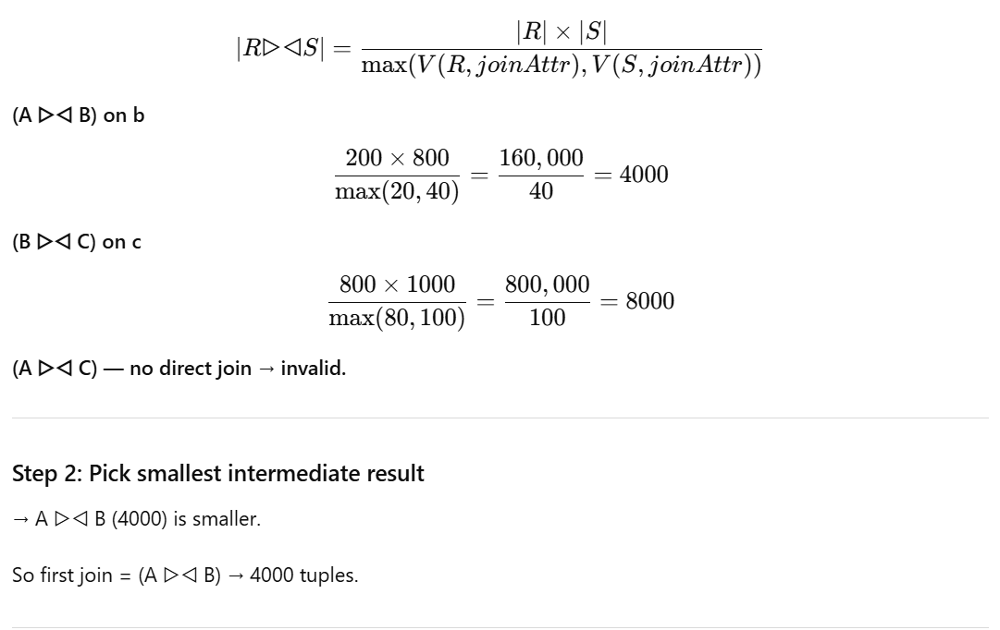 |R▷◁S| = |R| × |S| / max(V(R, joinAttr), V(S, joinAttr))
(A ▷◁ B) on b
200 × 800 / max(20, 40) = 160,000 / 40 = 4000
(B ▷◁ C) on c
800 × 1000 / max(80, 100) = 800,000 / 100 = 8000
(A ▷◁ C) — no direct join → invalid.
Step 2: Pick smallest intermediate result
→ A ▷◁ B (4000) is smaller.
So first join = (A ▷◁ B) → 4000 tuples.